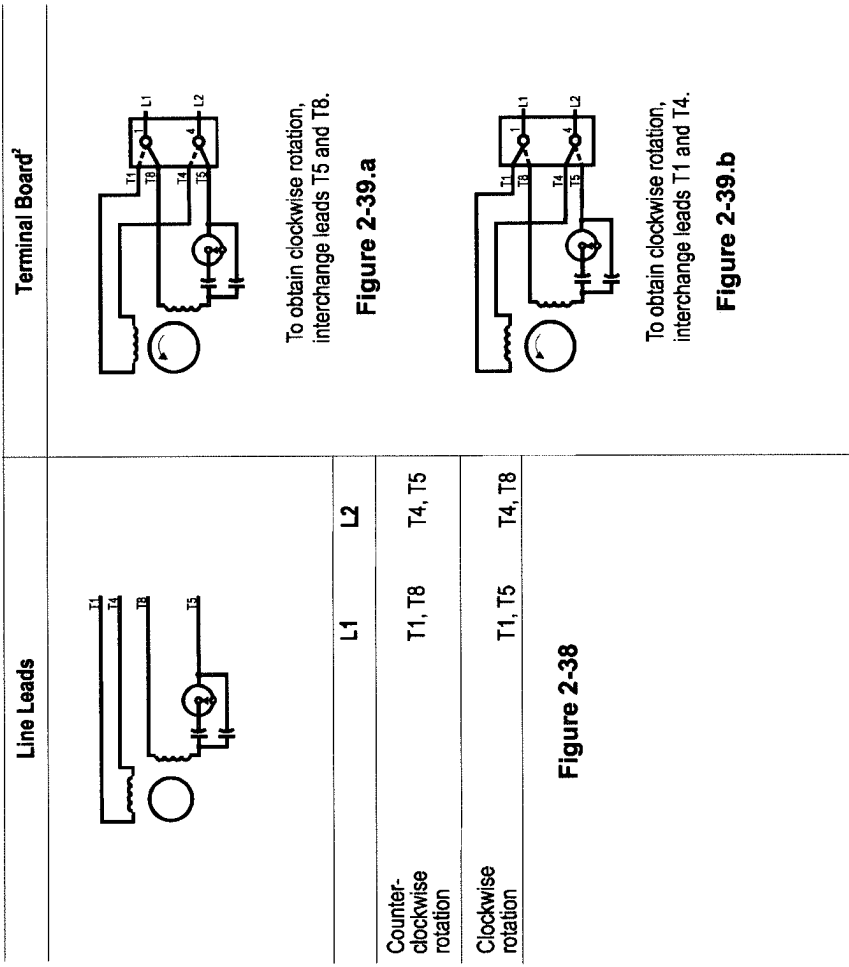 Line Leads
Terminal Board²
T1
T4
T8
T5
L1 L2
Counter-
clockwise
rotation
T1, T8 T4, T5
Clockwise
rotation
T1, T5 T4, T8
Figure 2-38
T1
T8
T4
T5
1
4
L1
L2
To obtain clockwise rotation,
interchange leads T5 and T8.
Figure 2-39.a
T1
T8
T4
T5
1
4
L1
L2
To obtain clockwise rotation,
interchange leads T1 and T4.
Figure 2-39.b